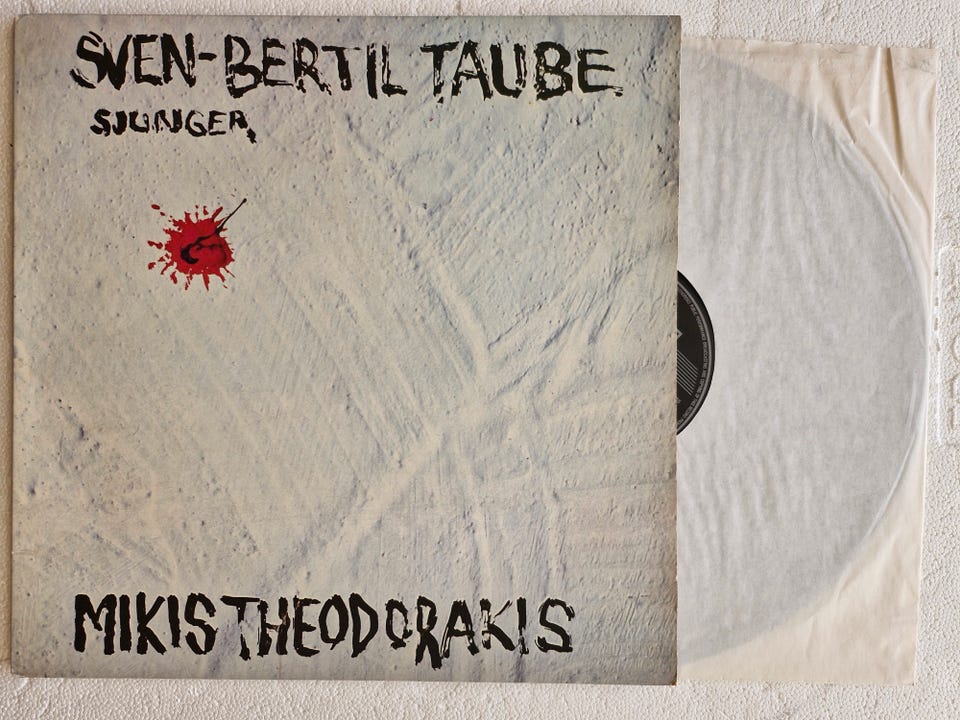 SVEN-BERTIL TAUBE
SJUNGER
MIKIS THEODORAKIS